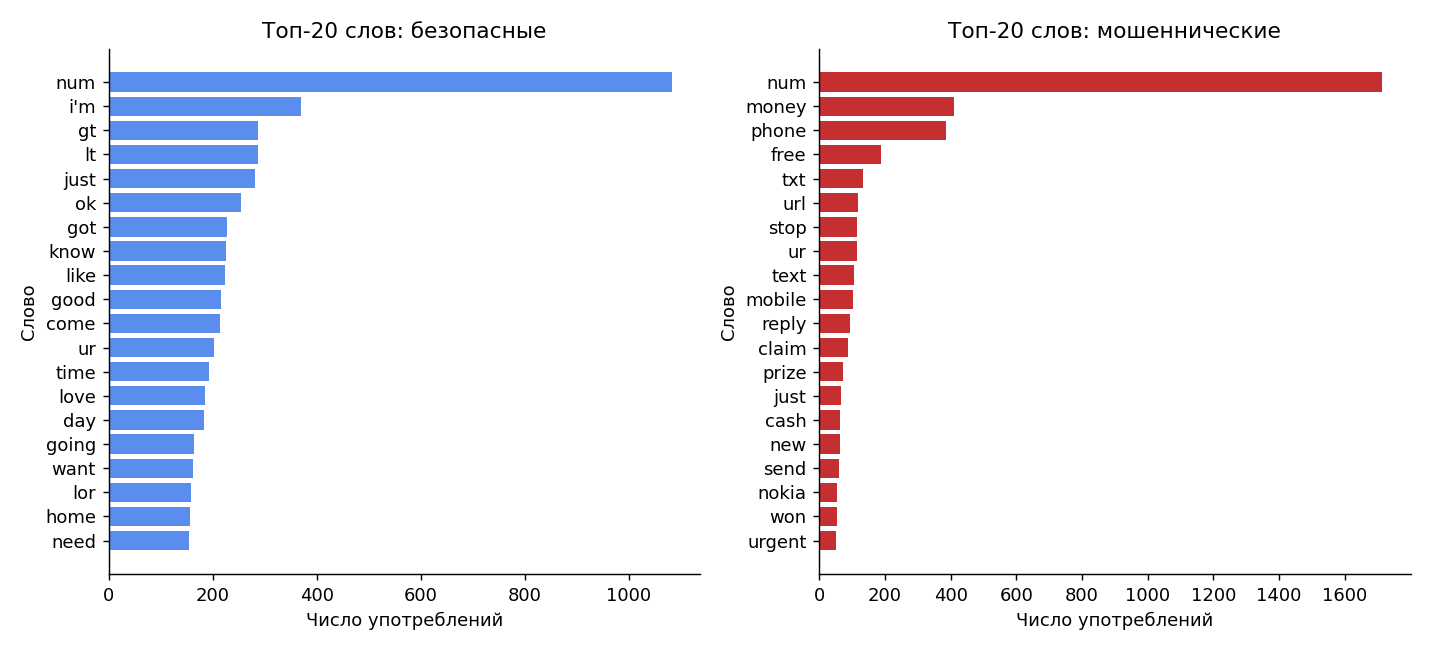 Топ-20 слов: безопасные
Слово
num
i'm
gt
lt
just
ok
got
know
like
good
come
ur
time
love
day
going
want
lor
home
need
0 200 400 600 800 1000
Число употреблений
Топ-20 слов: мошеннические
Слово
num
money
phone
free
txt
url
stop
ur
text
mobile
reply
claim
prize
just
cash
new
send
nokia
won
urgent
0 200 400 600 800 1000 1200 1400 1600
Число употреблений